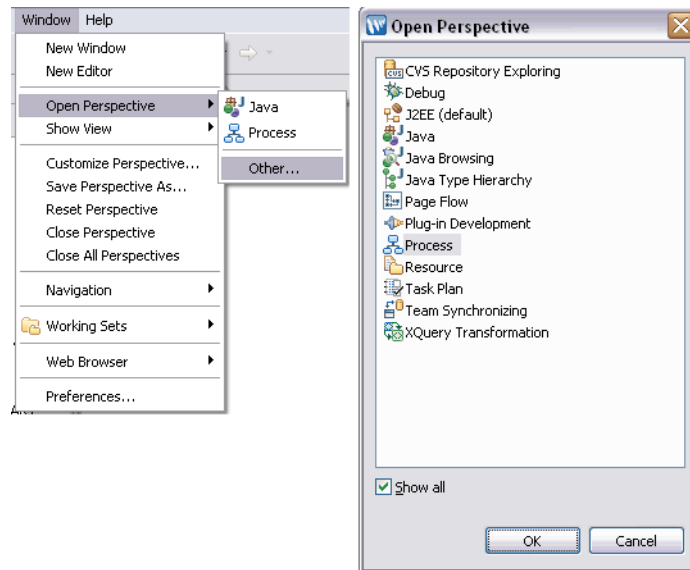 Window Help
New Window
New Editor
Open Perspective
Show View
Customize Perspective...
Save Perspective As...
Reset Perspective
Close Perspective
Close All Perspectives
Navigation
Working Sets
Web Browser
Preferences...
Java
Process
Other...
Open Perspective
CVS Repository Exploring
Debug
J2EE (default)
Java
Java Browsing
Java Type Hierarchy
Page Flow
Plug-in Development
Process
Resource
Task Plan
Team Synchronizing
XQuery Transformation
Show all
OK Cancel